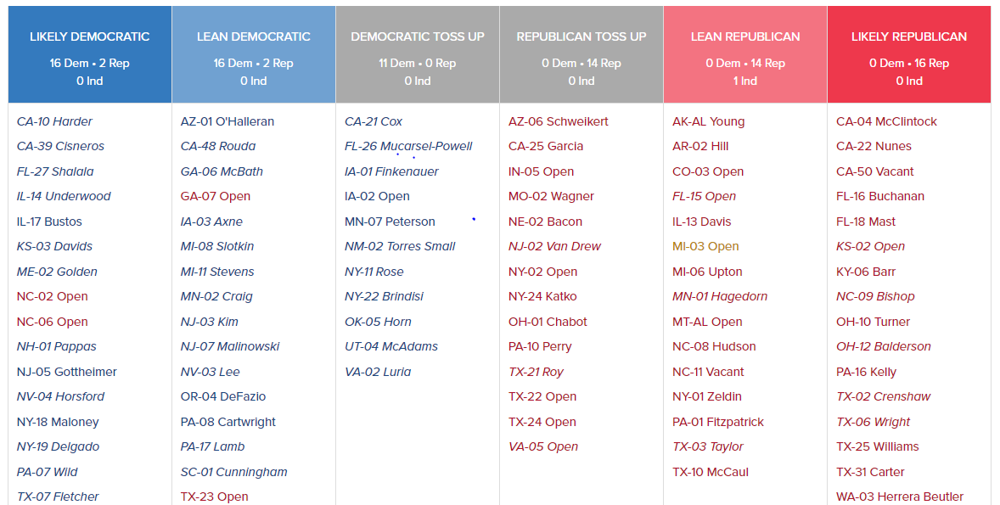 LIKELY DEMOCRATIC
16 Dem • 2 Rep
0 Ind
CA-10 Harder
CA-39 Cisneros
FL-27 Shalala
IL-14 Underwood
IL-17 Bustos
KS-03 Davids
ME-02 Golden
NC-02 Open
NC-06 Open
NH-01 Pappas
NJ-05 Gottheimer
NV-04 Horsford
NY-18 Maloney
NY-19 Delgado
PA-07 Wild
TX-07 Fletcher
LEAN DEMOCRATIC
16 Dem • 2 Rep
0 Ind
AZ-01 O'Halleran
CA-48 Rouda
GA-06 McBath
GA-07 Open
IA-03 Axne
MI-08 Slotkin
MI-11 Stevens
MN-02 Craig
NJ-03 Kim
NJ-07 Malinowski
NV-03 Lee
OR-04 DeFazio
PA-08 Cartwright
PA-17 Lamb
SC-01 Cunningham
TX-23 Open
DEMOCRATIC TOSS UP
11 Dem • 0 Rep
0 Ind
CA-21 Cox
FL-26 Mucarsel-Powell
IA-01 Finkenauer
IA-02 Open
MN-07 Peterson
NM-02 Torres Small
NY-11 Rose
NY-22 Brindisi
OK-05 Horn
UT-04 McAdams
VA-02 Luria
REPUBLICAN TOSS UP
0 Dem • 14 Rep
0 Ind
AZ-06 Schweikert
CA-25 Garcia
IN-05 Open
MO-02 Wagner
NE-02 Bacon
NJ-02 Van Drew
NY-02 Open
NY-24 Katko
OH-01 Chabot
PA-10 Perry
TX-21 Roy
TX-22 Open
TX-24 Open
VA-05 Open
LEAN REPUBLICAN
0 Dem • 14 Rep
1 Ind
AK-AL Young
AR-02 Hill
CO-03 Open
FL-15 Open
IL-13 Davis
MI-03 Open
MI-06 Upton
MN-01 Hagedorn
MT-AL Open
NC-08 Hudson
NC-11 Vacant
NY-01 Zeldin
PA-01 Fitzpatrick
TX-03 Taylor
TX-10 McCaul
LIKELY REPUBLICAN
0 Dem • 16 Rep
0 Ind
CA-04 McClintock
CA-22 Nunes
CA-50 Vacant
FL-16 Buchanan
FL-18 Mast
KS-02 Open
KY-06 Barr
NC-09 Bishop
OH-10 Turner
OH-12 Balderson
PA-16 Kelly
TX-02 Crenshaw
TX-06 Wright
TX-25 Williams
TX-31 Carter
WA-03 Herrera Beutler